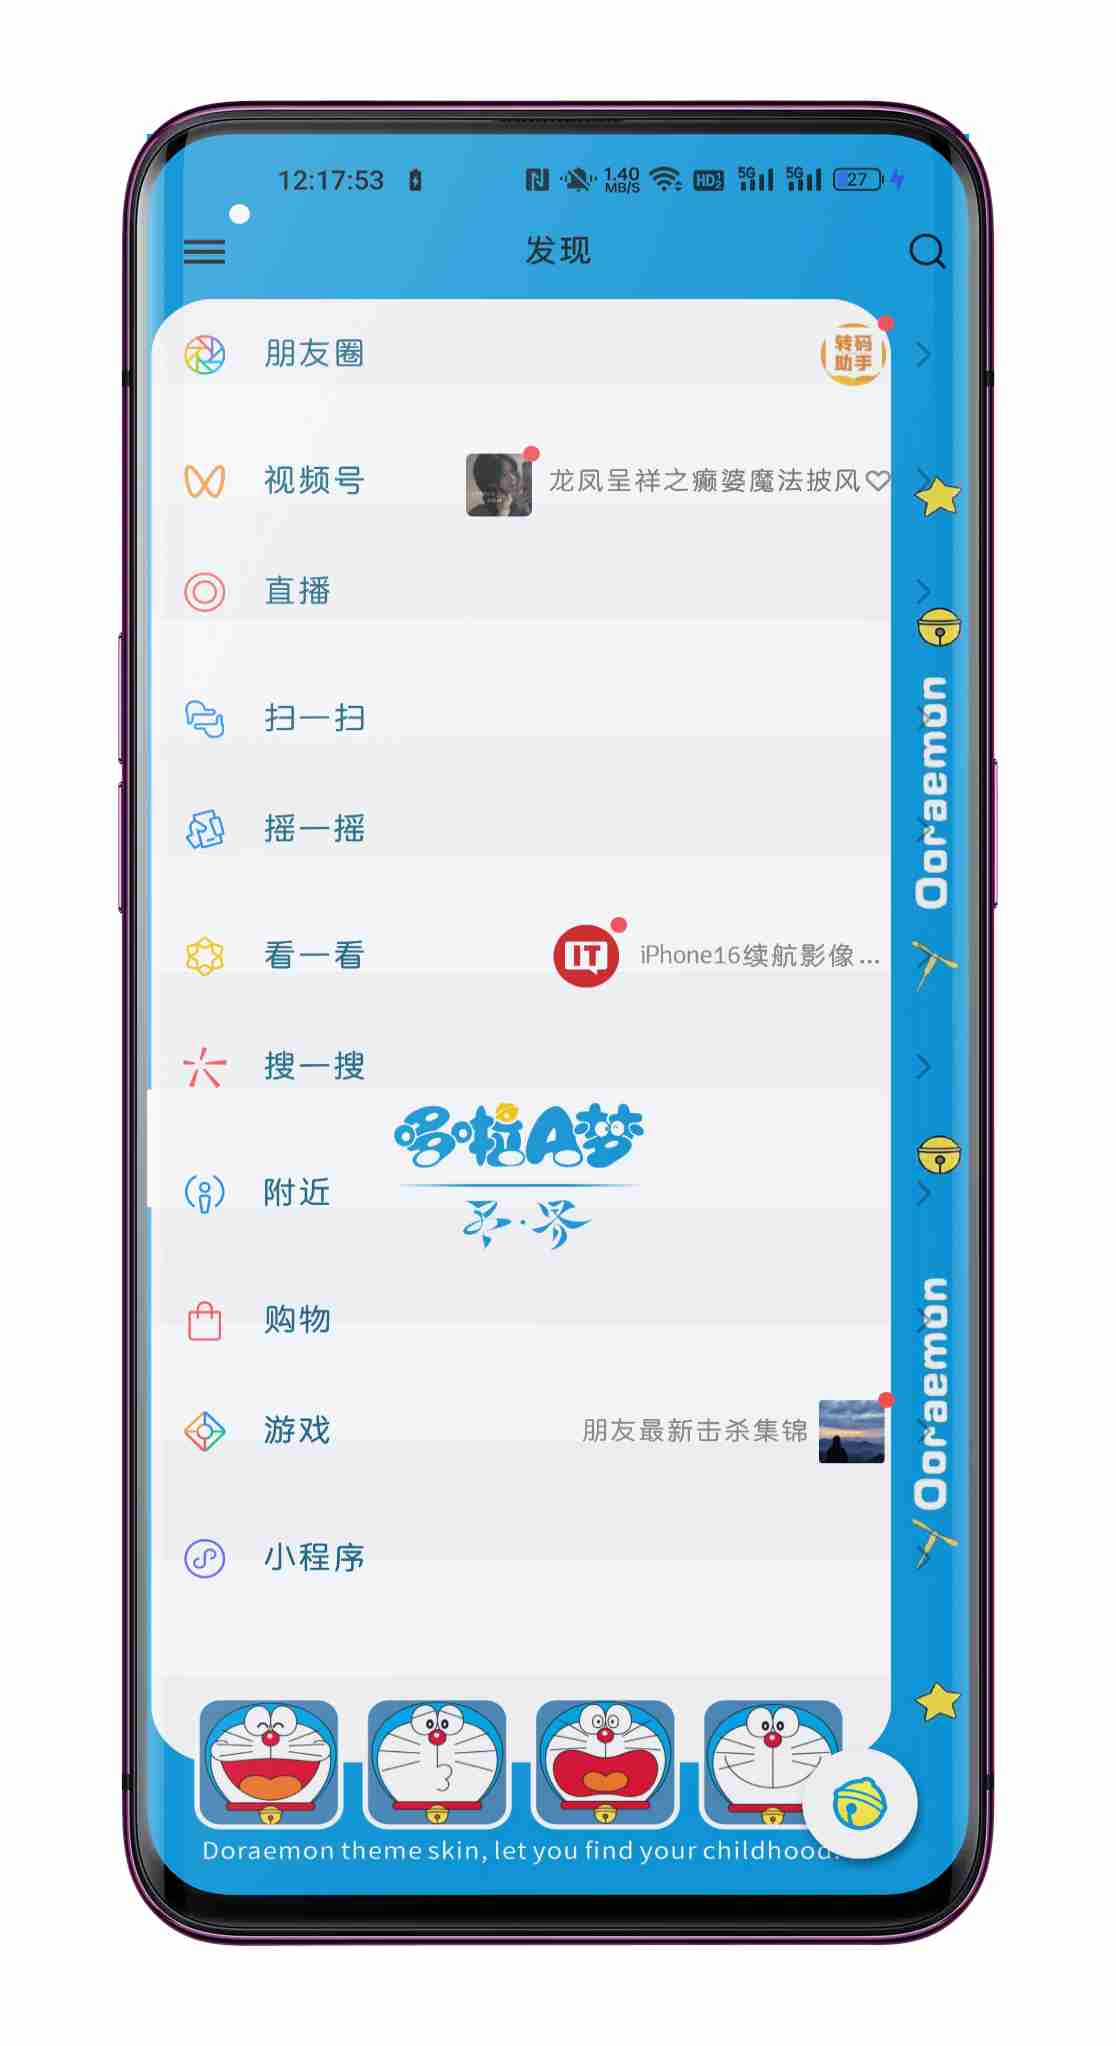 12:17:53
1.40 MB/S
HD
5G
5G
27
发现
朋友圈
转码
助手
视频号
龙凤呈祥之癫婆魔法披风♡
直播
扫一扫
摇一摇
看一看
IT
iPhone16续航影像...
搜一搜
哆啦A梦
附近
购物
游戏
朋友最新击杀集锦
小程序
Doraemon
Doraemon
Doraemon theme skin, let you find your childhood.